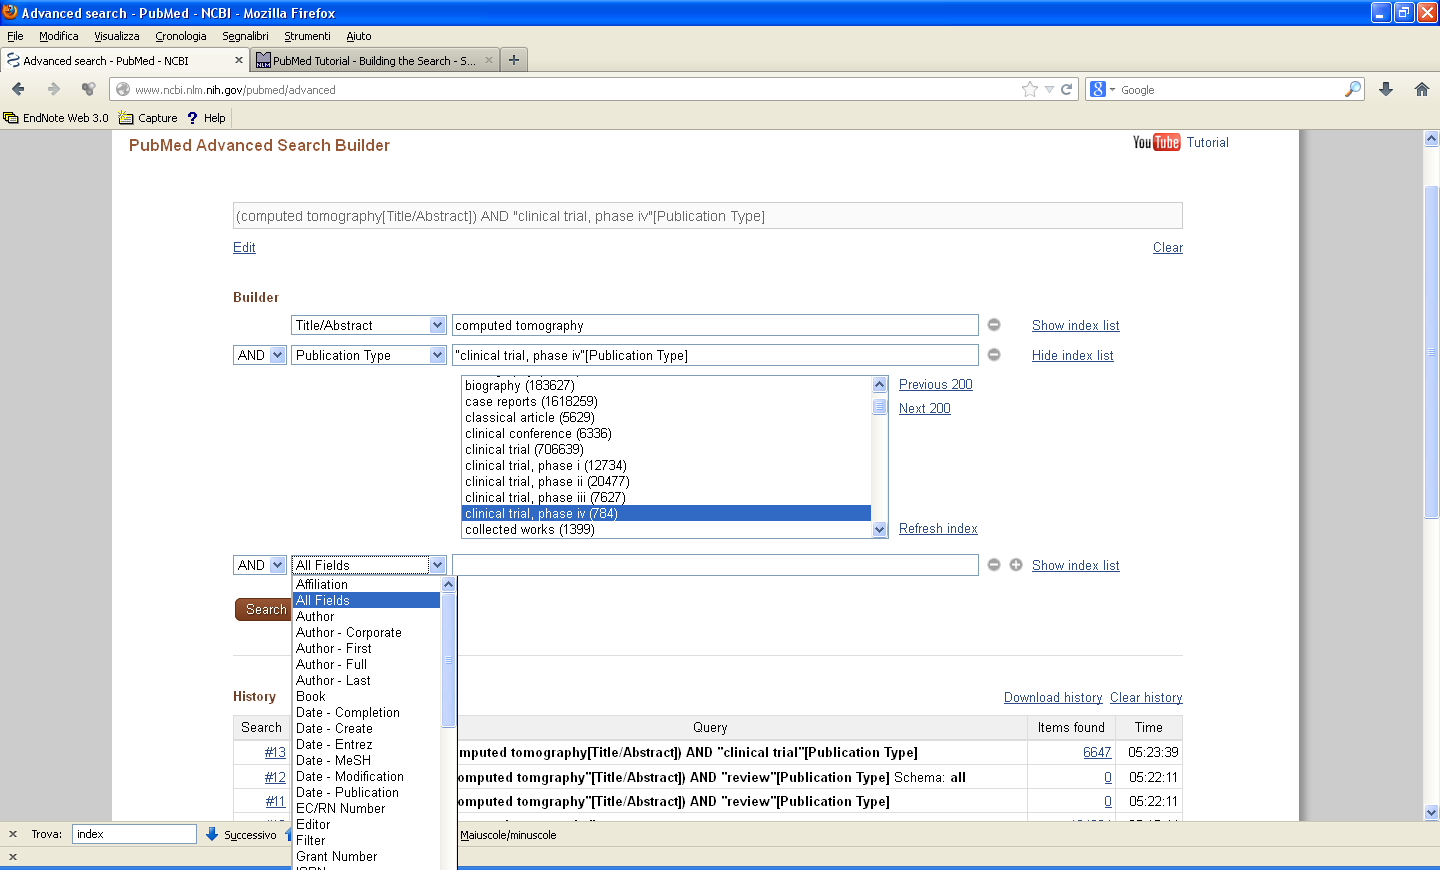 Advanced search - PubMed - NCBI - Mozilla Firefox
File Modifica Visualizza Cronologia Segnalibri Strumenti Aiuto
Advanced search - PubMed - NCBI
NLM PubMed Tutorial - Building the Search - S...
www.ncbi.nlm.nih.gov/pubmed/advanced
8 Google
EndNote Web 3.0 Capture ? Help
PubMed Advanced Search Builder
YouTube Tutorial
(computed tomography[Title/Abstract]) AND "clinical trial, phase iv"[Publication Type]
Edit Clear
Builder
Title/Abstract computed tomography Show index list
AND Publication Type "clinical trial, phase iv"[Publication Type] Hide index list
biography (183627) Previous 200
case reports (1618259)
classical article (5629) Next 200
clinical conference (6336)
clinical trial (706639)
clinical trial, phase i (12734)
clinical trial, phase ii (20477)
clinical trial, phase iii (7627)
clinical trial, phase iv (784)
collected works (1399) Refresh index
AND All Fields Show index list
Affiliation
All Fields
Search
Author
Author - Corporate
Author - First
Author - Full
Author - Last
Book
Date - Completion
Date - Create
Date - Entrez
Date - MeSH
Date - Modification
Date - Publication
EC/RN Number
Editor
Filter
Grant Number
History Download history Clear history
Search Query Items found Time
#13 omputed tomography[Title/Abstract]) AND "clinical trial"[Publication Type] 6647 05:23:39
#12 omputed tomgraphy"[Title/Abstract]) AND "review"[Publication Type] Schema: all 0 05:22:11
#11 omputed tomgraphy"[Title/Abstract]) AND "review"[Publication Type] 0 05:22:11
x Trova: index Successivo Maiuscole/minuscole
x